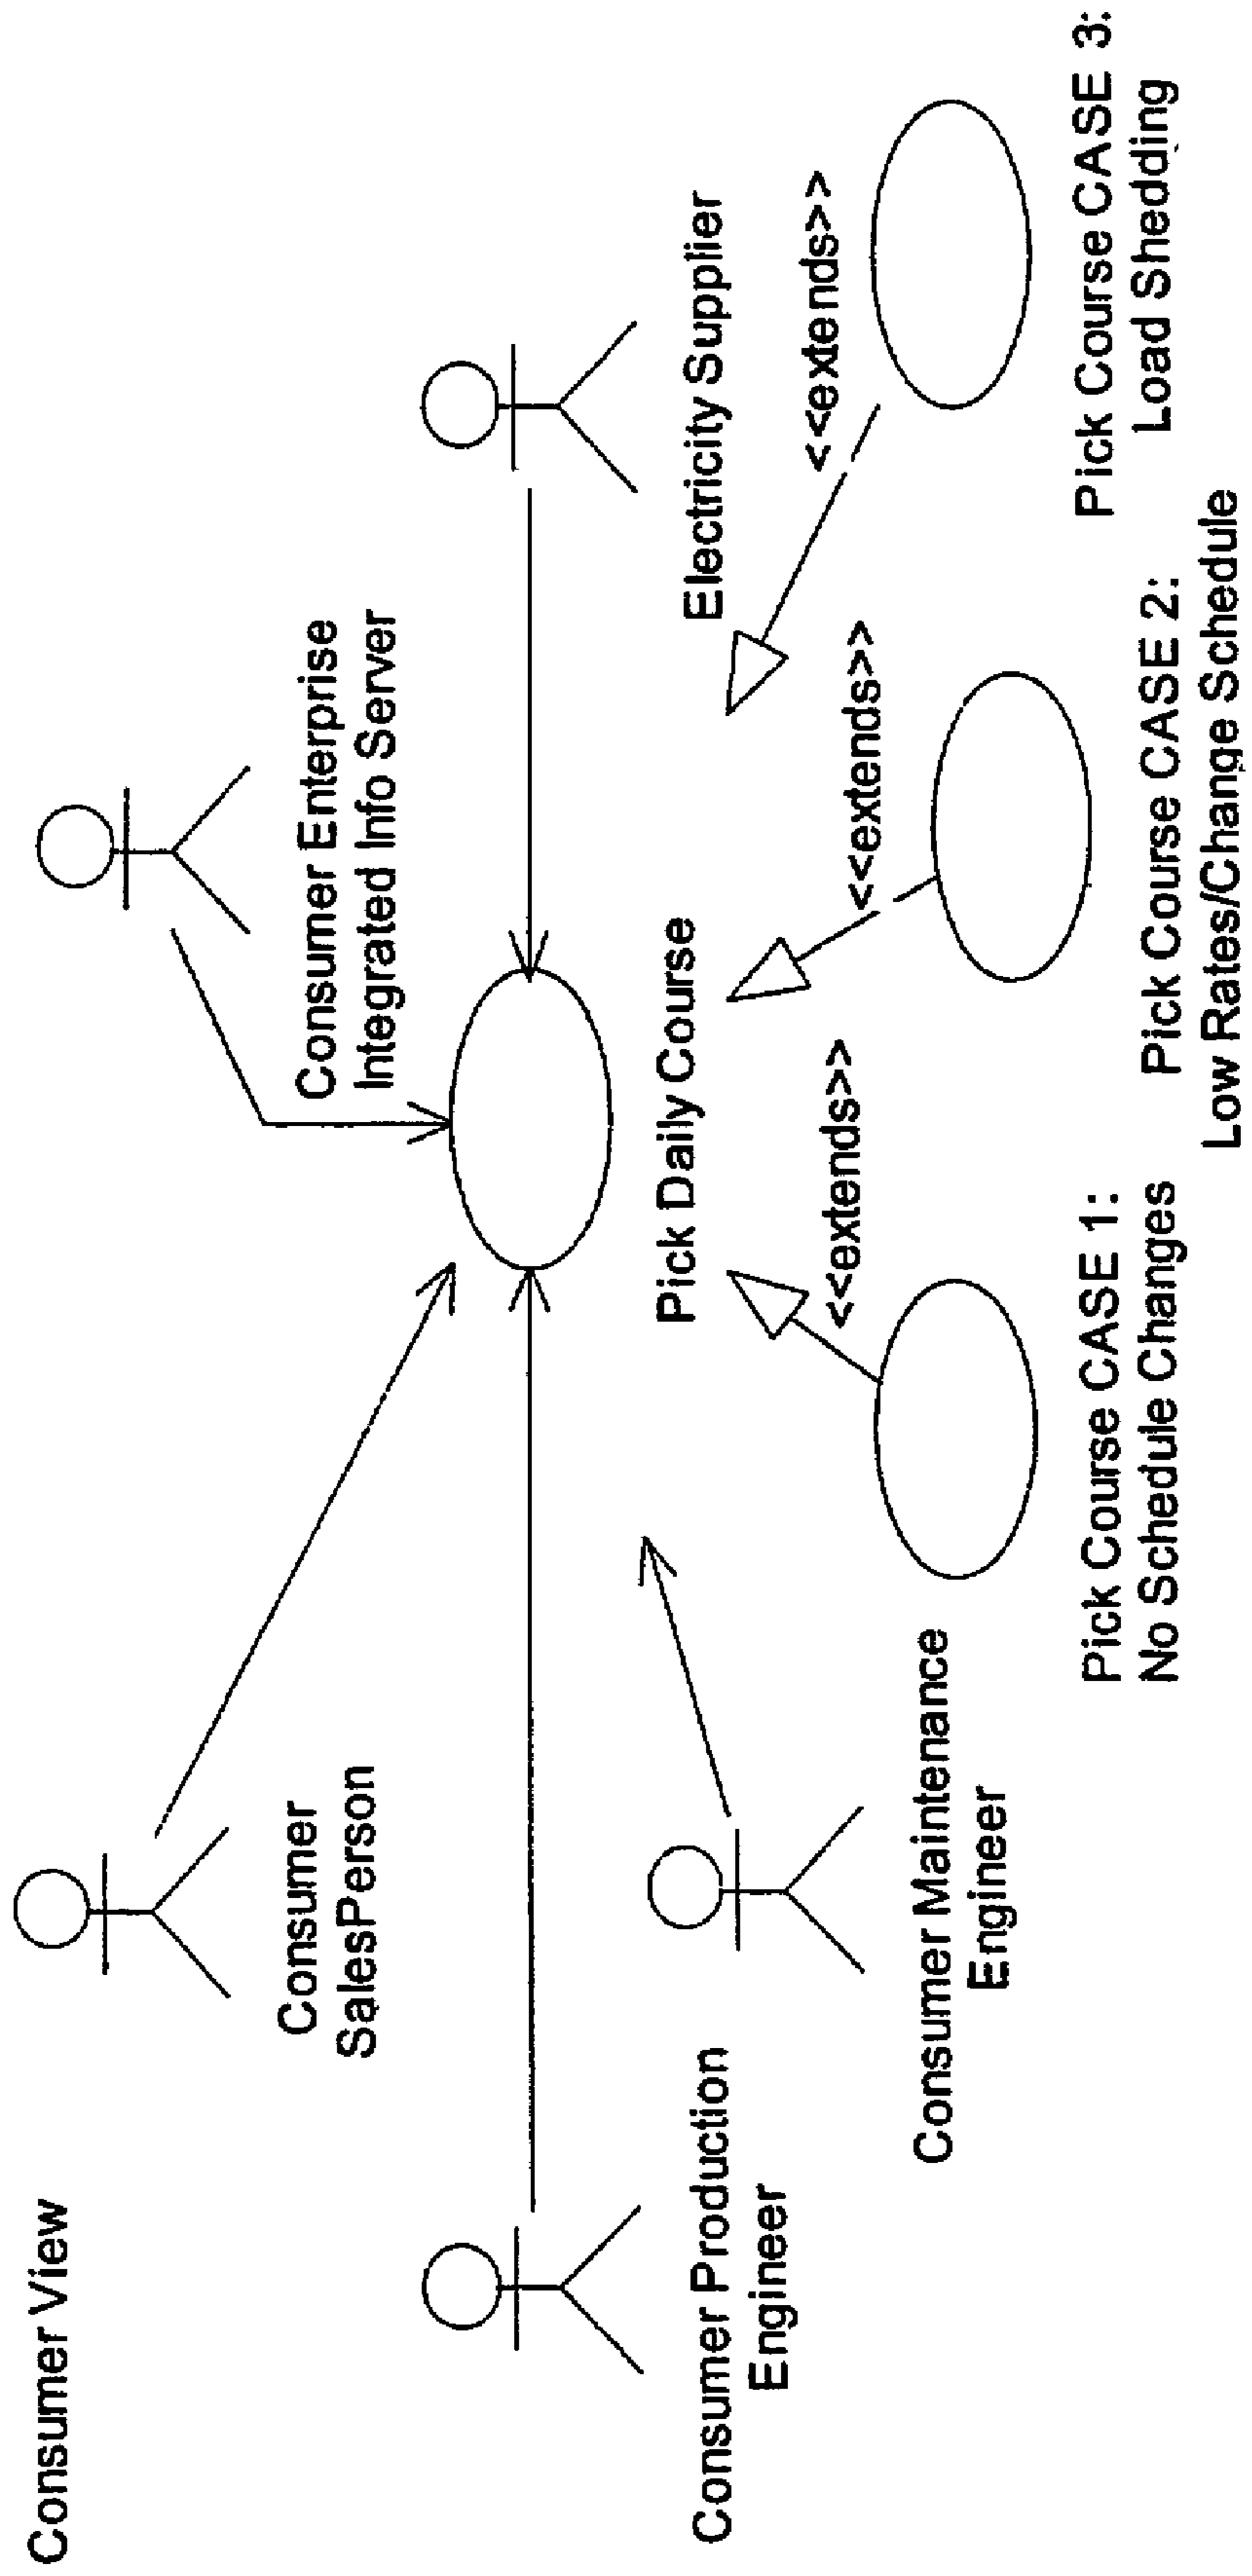 Consumer View
Consumer
SalesPerson
Consumer Enterprise
Integrated Info Server
Consumer Production
Engineer
Pick Daily Course
Electricity Supplier
Consumer Maintenance
Engineer
<<extends>>
<<extends>>
<<extends>>
Pick Course CASE 1:
No Schedule Changes
Pick Course CASE 2:
Low Rates/Change Schedule
Pick Course CASE 3:
Load Shedding